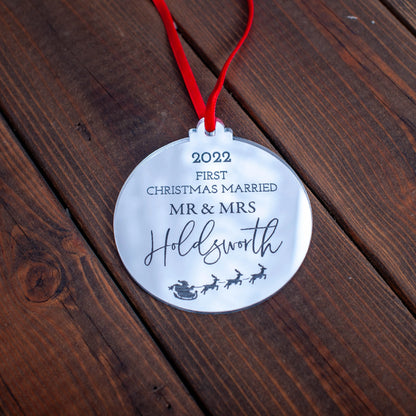 2022
FIRST
CHRISTMAS MARRIED
MR & MRS
Holdsworth